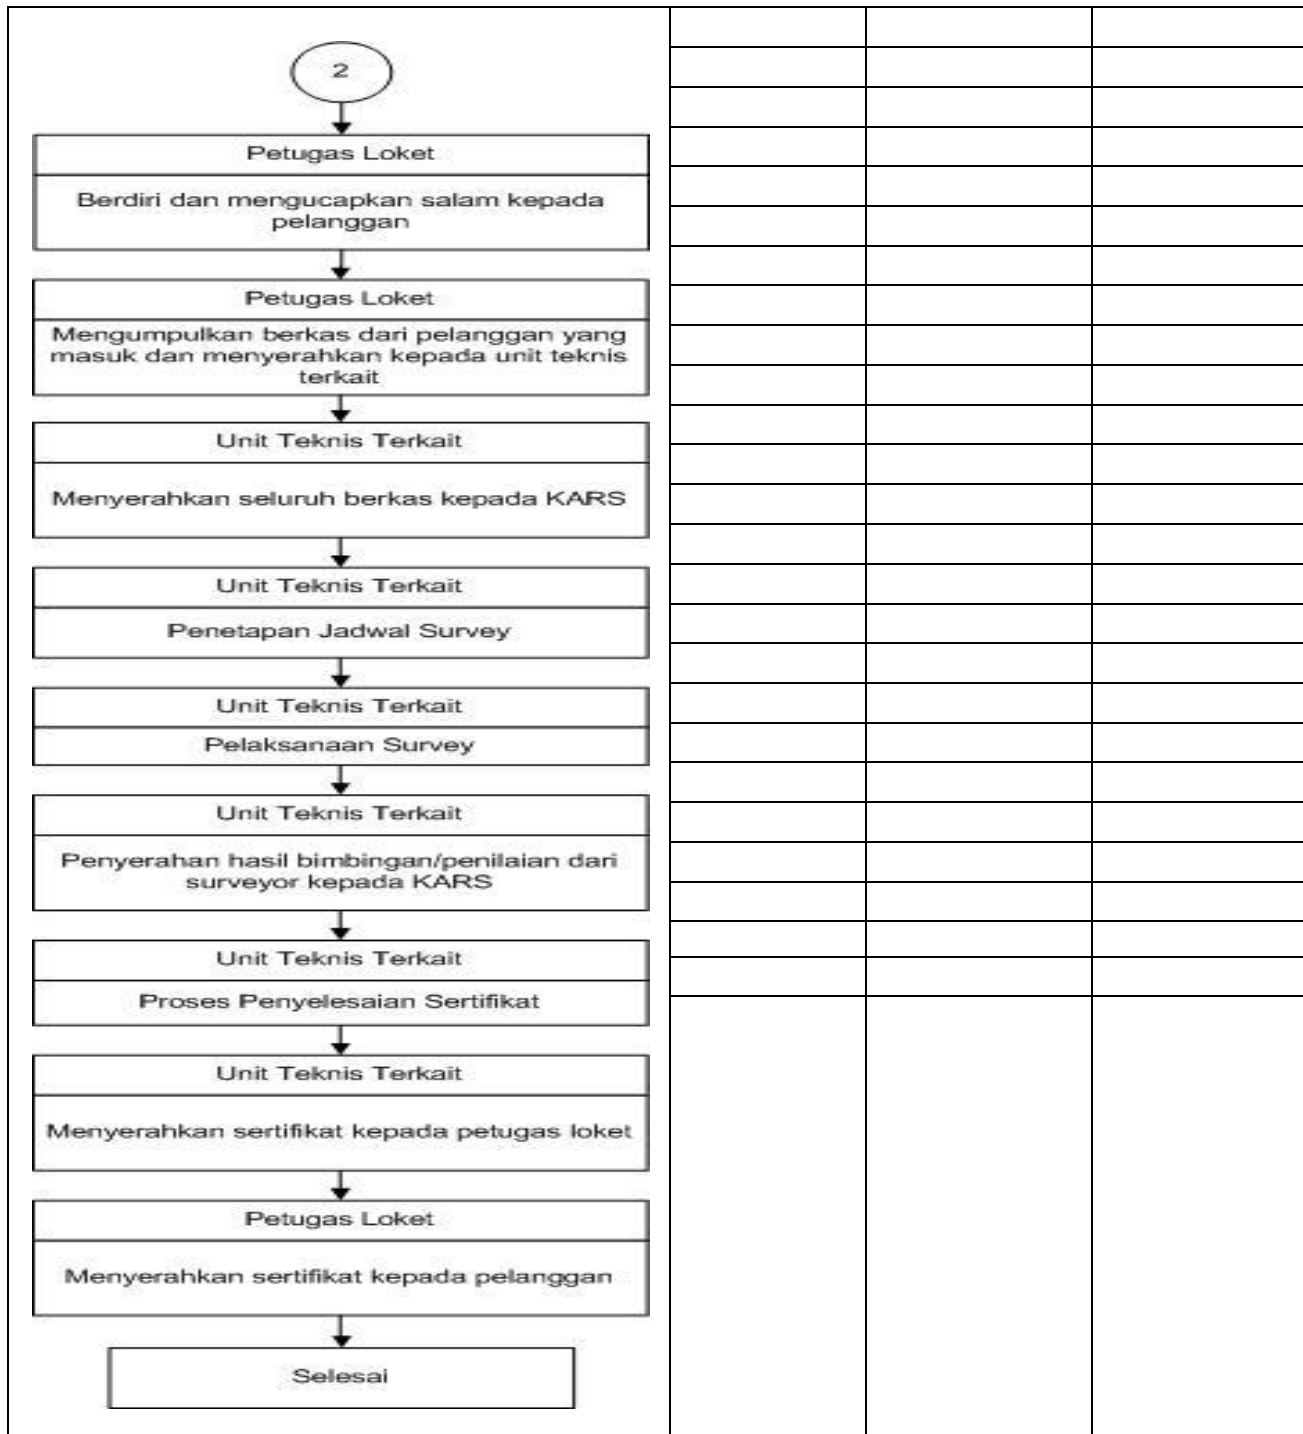 2
Petugas Loket
Berdiri dan mengucapkan salam kepada
pelanggan
Petugas Loket
Mengumpulkan berkas dari pelanggan yang
masuk dan menyerahkan kepada unit teknis
terkait
Unit Teknis Terkait
Menyerahkan seluruh berkas kepada KARS
Unit Teknis Terkait
Penetapan Jadwal Survey
Unit Teknis Terkait
Pelaksanaan Survey
Unit Teknis Terkait
Penyerahan hasil bimbingan/penilaian dari
surveyor kepada KARS
Unit Teknis Terkait
Proses Penyelesaian Sertifikat
Unit Teknis Terkait
Menyerahkan sertifikat kepada petugas loket
Petugas Loket
Menyerahkan sertifikat kepada pelanggan
Selesai